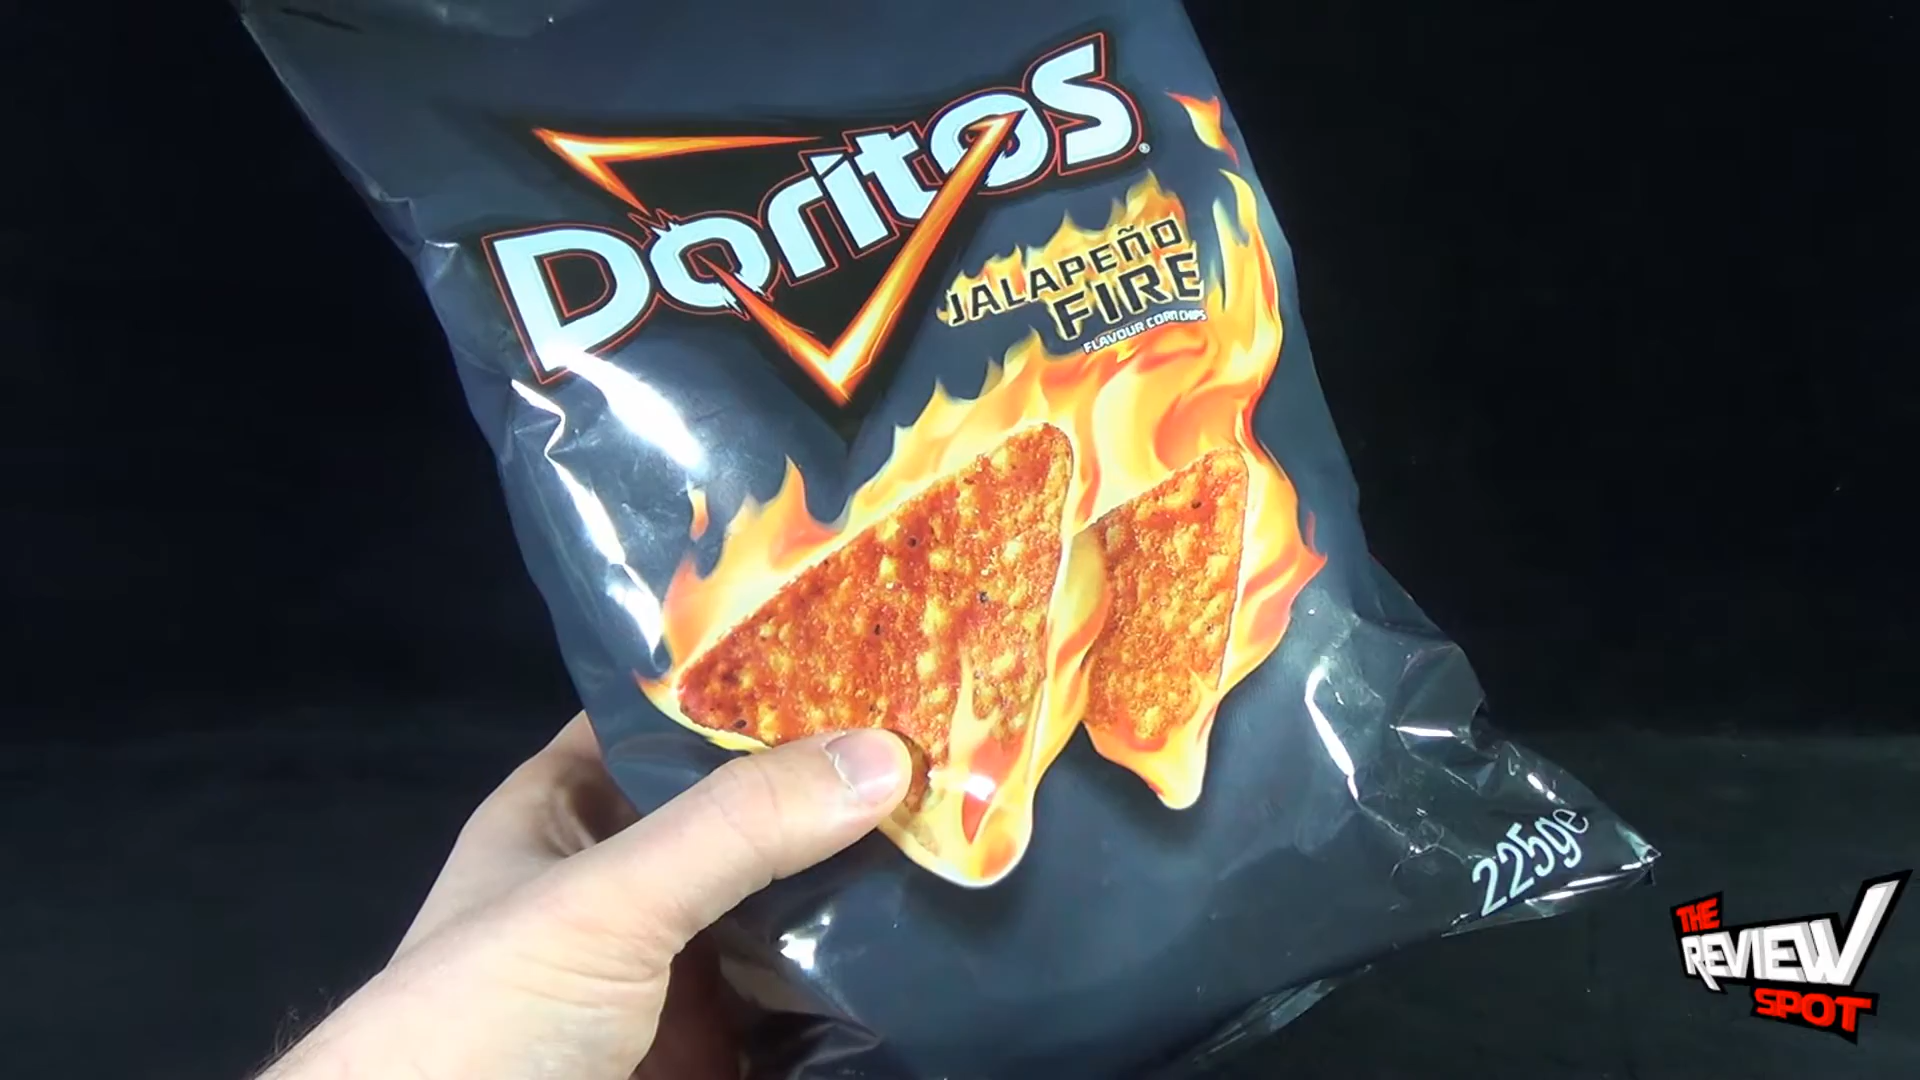 Doritos®
JALAPEÑO
FIRE
FLAVOUR CORN CHIPS
225g e
THE
REVIEW
SPOT